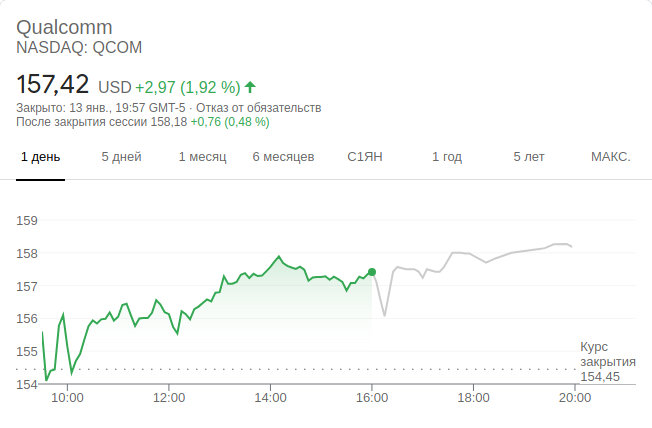 Qualcomm
NASDAQ: QCOM
157,42 USD +2,97 (1,92 %)
Закрыто: 13 янв., 19:57 GMT-5 · Отказ от обязательств
После закрытия сессии 158,18 +0,76 (0,48 %)
1 день 5 дней 1 месяц 6 месяцев С1ЯН 1 год 5 лет МАКС.
159
158
157
156
155
154
Курс
закрытия
154,45
10:00 12:00 14:00 16:00 18:00 20:00